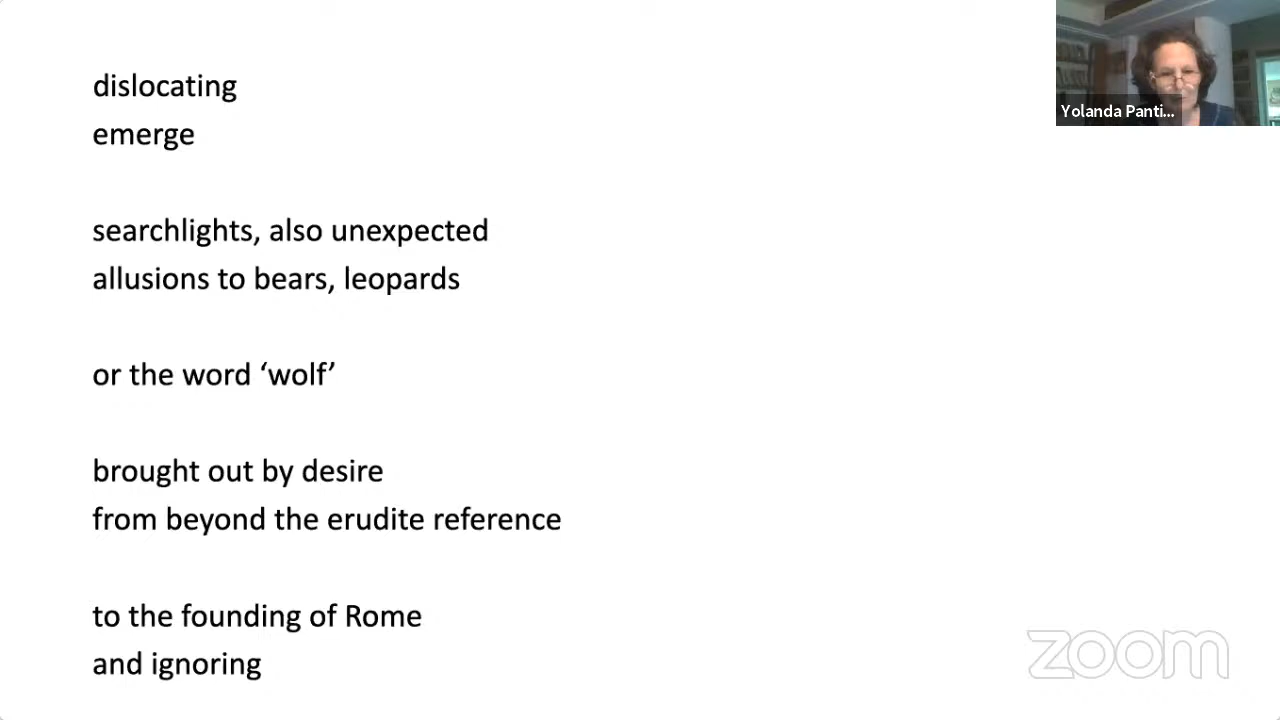 dislocating
emerge
searchlights, also unexpected
allusions to bears, leopards
or the word ‘wolf’
brought out by desire
from beyond the erudite reference
to the founding of Rome
and ignoring
Yolanda Panti...
zoom